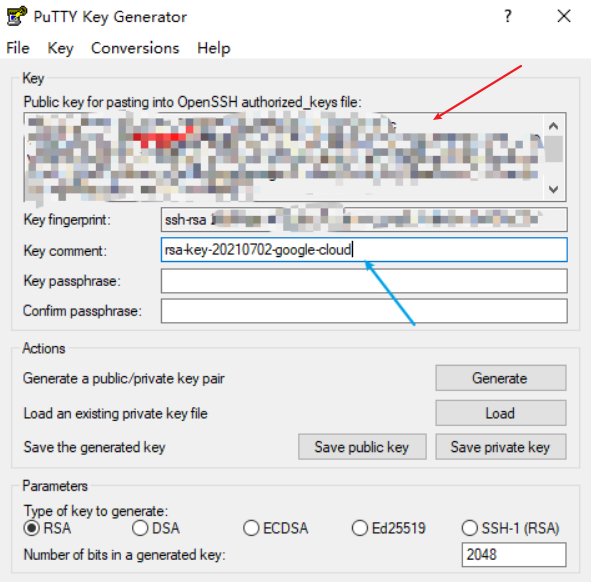 PuTTY Key Generator
?
File Key Conversions Help
Key
Public key for pasting into OpenSSH authorized_keys file:
Key fingerprint: ssh-rsa
Key comment: rsa-key-20210702-google-cloud
Key passphrase:
Confirm passphrase:
Actions
Generate a public/private key pair Generate
Load an existing private key file Load
Save the generated key Save public key Save private key
Parameters
Type of key to generate:
RSA DSA ECDSA Ed25519 SSH-1 (RSA)
Number of bits in a generated key: 2048